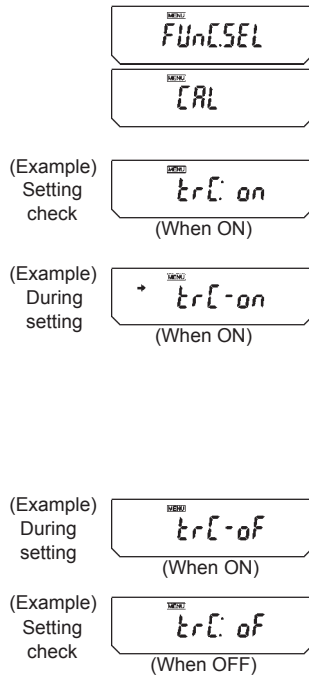 MENU
FUnC.SEL
MENU
CAL
(Example)
Setting
check
MENU
trC: on
(When ON)
(Example)
During
setting
MENU
→ trC-on
(When ON)
(Example)
During
setting
MENU
trC-oF
(When ON)
(Example)
Setting
check
MENU
trC: oF
(When OFF)